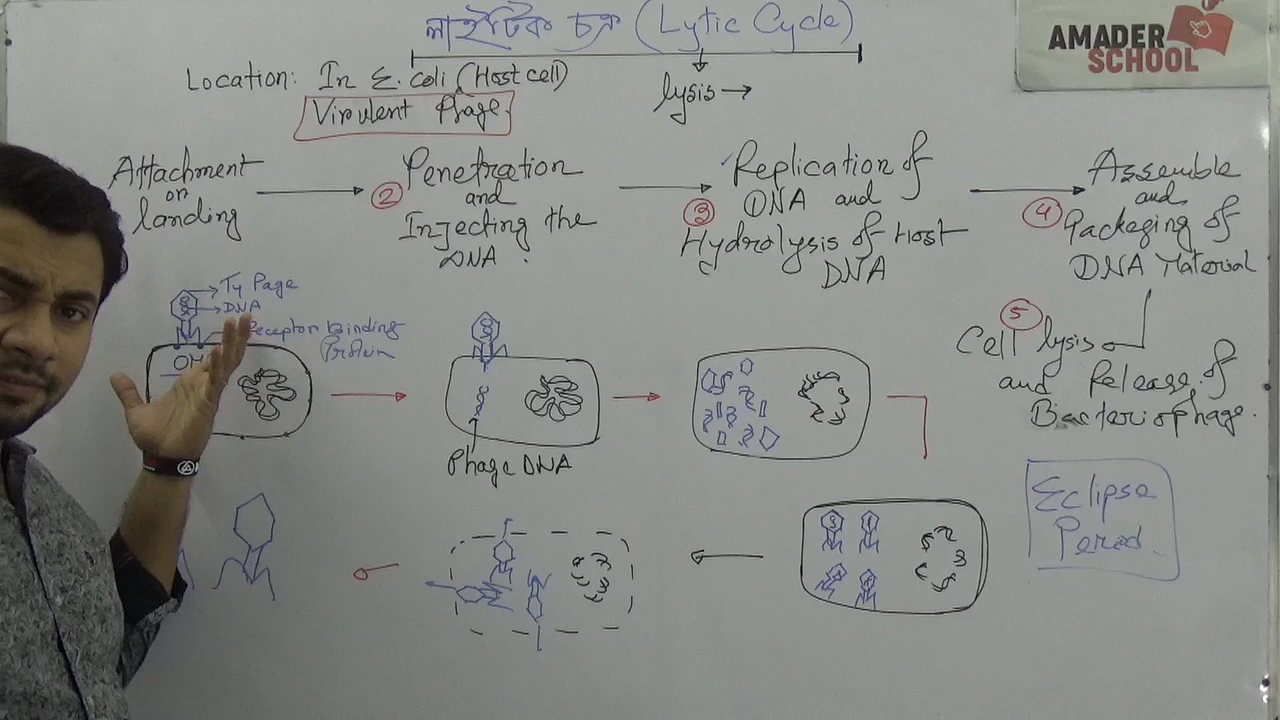 লাইটিক চক্র (Lytic Cycle)
AMADER
SCHOOL
Location: In E. coli (Host cell)
lysis →
Virulent Phage
Attachment
on
landing
②
Penetration
and
Injecting the
DNA.
③
Replication of
DNA and
Hydrolysis of Host
DNA
④
Assemble
and
Packaging of
DNA Material
⑤
Cell lysis
and Release of
Bacteriophage.
T4 Page
DNA
Receptor Binding
Protein
Phage DNA
Eclipse
Period